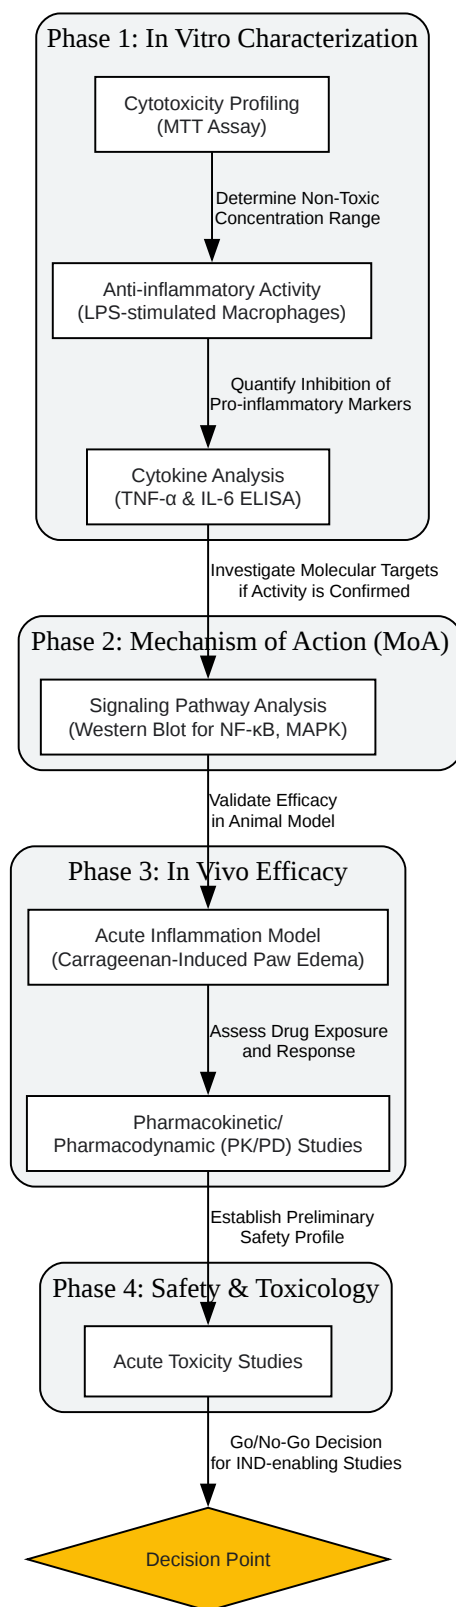 Phase 1: In Vitro Characterization
Cytotoxicity Profiling
(MTT Assay)
Determine Non-Toxic
Concentration Range
Anti-inflammatory Activity
(LPS-stimulated Macrophages)
Quantify Inhibition of
Pro-inflammatory Markers
Cytokine Analysis
(TNF-α & IL-6 ELISA)
Investigate Molecular Targets
if Activity is Confirmed
Phase 2: Mechanism of Action (MoA)
Signaling Pathway Analysis
(Western Blot for NF-κB, MAPK)
Validate Efficacy
in Animal Model
Phase 3: In Vivo Efficacy
Acute Inflammation Model
(Carrageenan-Induced Paw Edema)
Assess Drug Exposure
and Response
Pharmacokinetic/
Pharmacodynamic (PK/PD) Studies
Establish Preliminary
Safety Profile
Phase 4: Safety & Toxicology
Acute Toxicity Studies
Go/No-Go Decision
for IND-enabling Studies
Decision Point